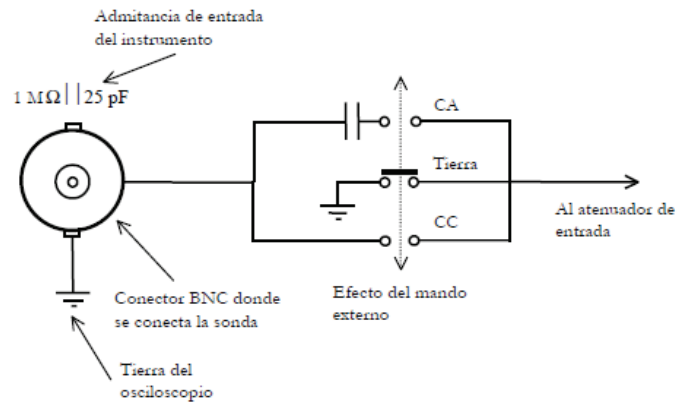 Admitancia de entrada
del instrumento
1 MΩ||25 pF
CA
Tierra
CC
Al atenuador de
entrada
Efecto del mando
externo
Conector BNC donde
se conecta la sonda
Tierra del
osciloscopio